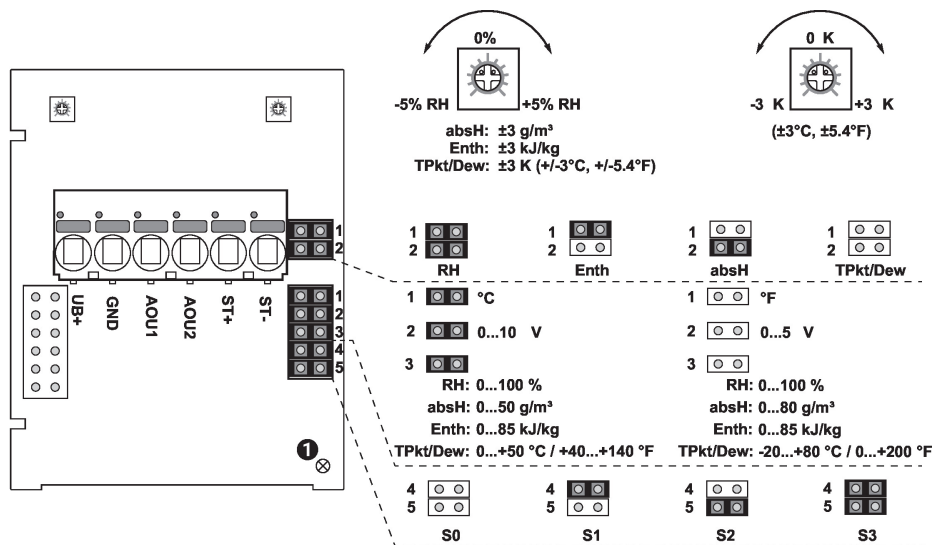 0%
-5% RH +5% RH
absH: ±3 g/m³
Enth: ±3 kJ/kg
TPkt/Dew: ±3 K (+/-3°C, +/-5.4°F)
0 K
-3 K +3 K
(±3°C, ±5.4°F)
1
2
UB+
GND
AOU1
AOU2
ST+
ST-
1
2
3
4
5
1
1
2
RH
1
2
Enth
1
2
absH
1
2
TPkt/Dew
1 °C
2 0...10 V
3
RH: 0...100 %
absH: 0...50 g/m³
Enth: 0...85 kJ/kg
TPkt/Dew: 0...+50 °C / +40...+140 °F
1 °F
2 0...5 V
3
RH: 0...100 %
absH: 0...80 g/m³
Enth: 0...85 kJ/kg
TPkt/Dew: -20...+80 °C / 0...+200 °F
4
5
S0
4
5
S1
4
5
S2
4
5
S3